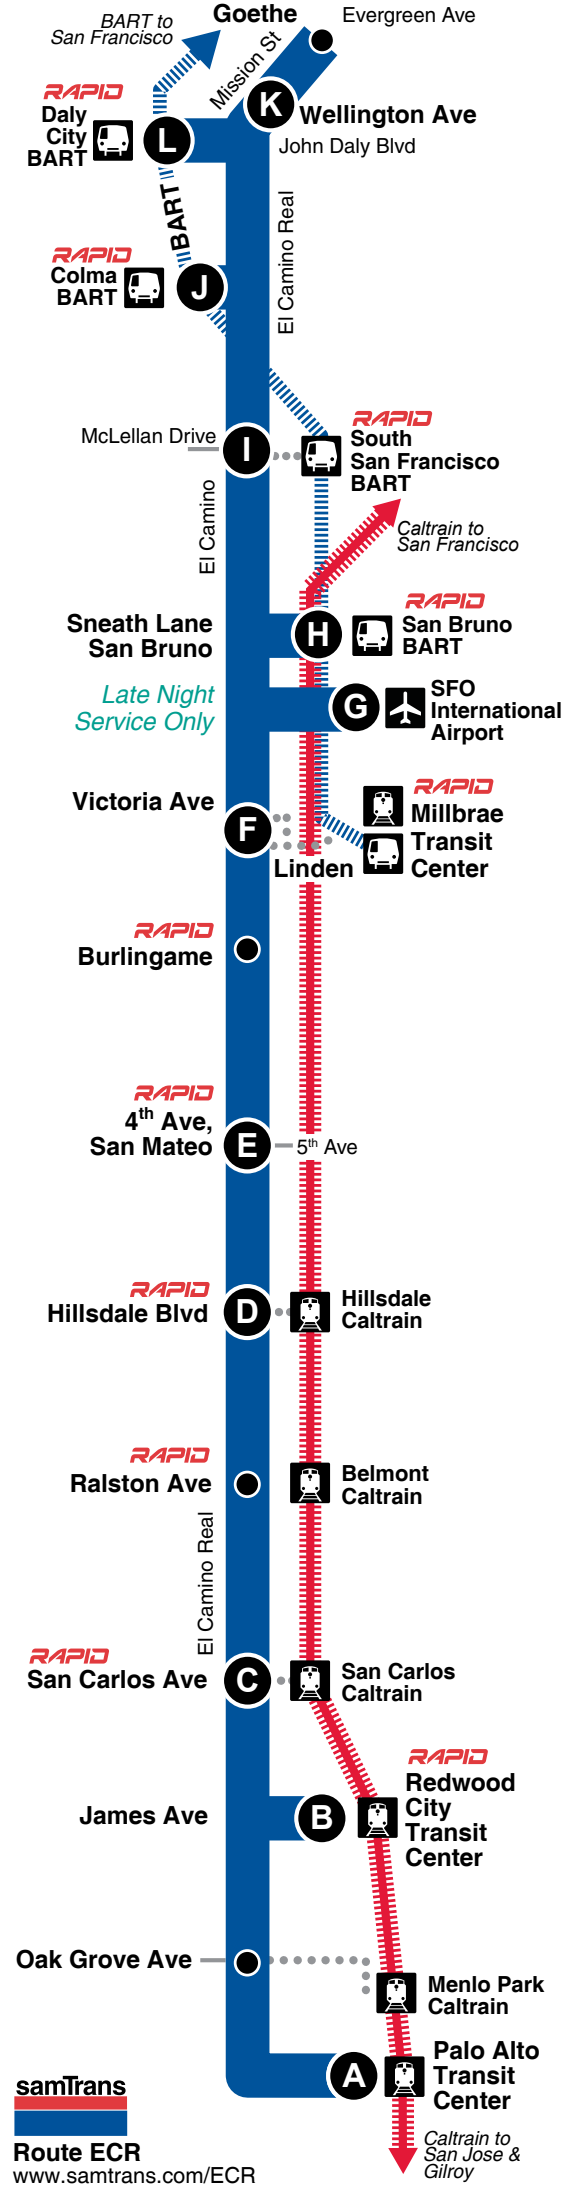 Goethe
Evergreen Ave
BART to
San Francisco
Mission St
RAPID
Daly
City
BART
L
K
Wellington Ave
John Daly Blvd
BART
El Camino Real
RAPID
Colma
BART
J
McLellan Drive
I
RAPID
South
San Francisco
BART
El Camino
Caltrain to
San Francisco
Sneath Lane
San Bruno
H
RAPID
San Bruno
BART
Late Night
Service Only
G
SFO
International
Airport
Victoria Ave
F
RAPID
Millbrae
Transit
Center
Linden
RAPID
Burlingame
RAPID
4th Ave,
San Mateo
E
5th Ave
RAPID
Hillsdale Blvd
D
Hillsdale
Caltrain
RAPID
Ralston Ave
Belmont
Caltrain
El Camino Real
RAPID
San Carlos Ave
C
San Carlos
Caltrain
James Ave
B
RAPID
Redwood
City
Transit
Center
Oak Grove Ave
Menlo Park
Caltrain
A
Palo Alto
Transit
Center
samTrans
Route ECR
www.samtrans.com/ECR
Caltrain to
San Jose &
Gilroy